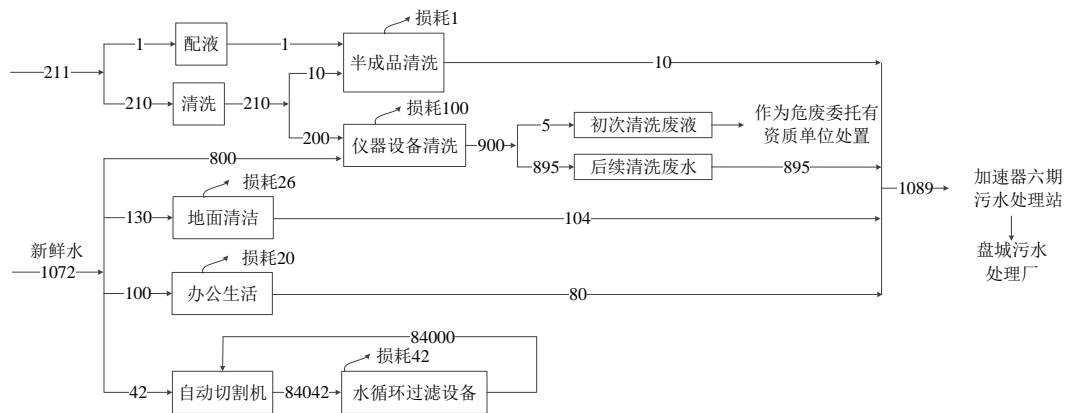 损耗1
1
配液
1
半成品清洗
10
211
10
210
清洗
210
损耗100
200
仪器设备清洗
900
5
初次清洗废液
作为危废委托有
资质单位处置
800
895
后续清洗废水
895
1089
加速器六期
污水处理站
损耗26
130
地面清洁
104
新鲜水
1072
盘城污水
处理厂
损耗20
100
办公生活
80
84000
损耗42
42
自动切割机
84042
水循环过滤设备